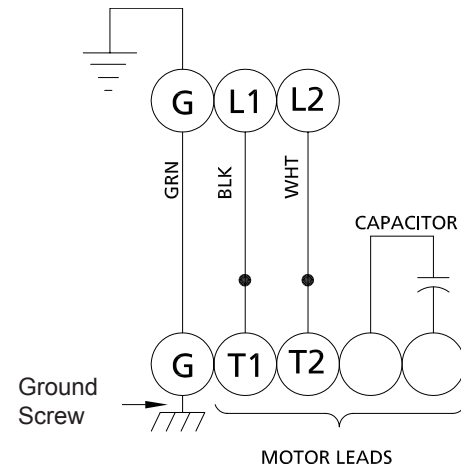 G L1 L2
GRN
BLK
WHT
CAPACITOR
G T1 T2
Ground
Screw
MOTOR LEADS